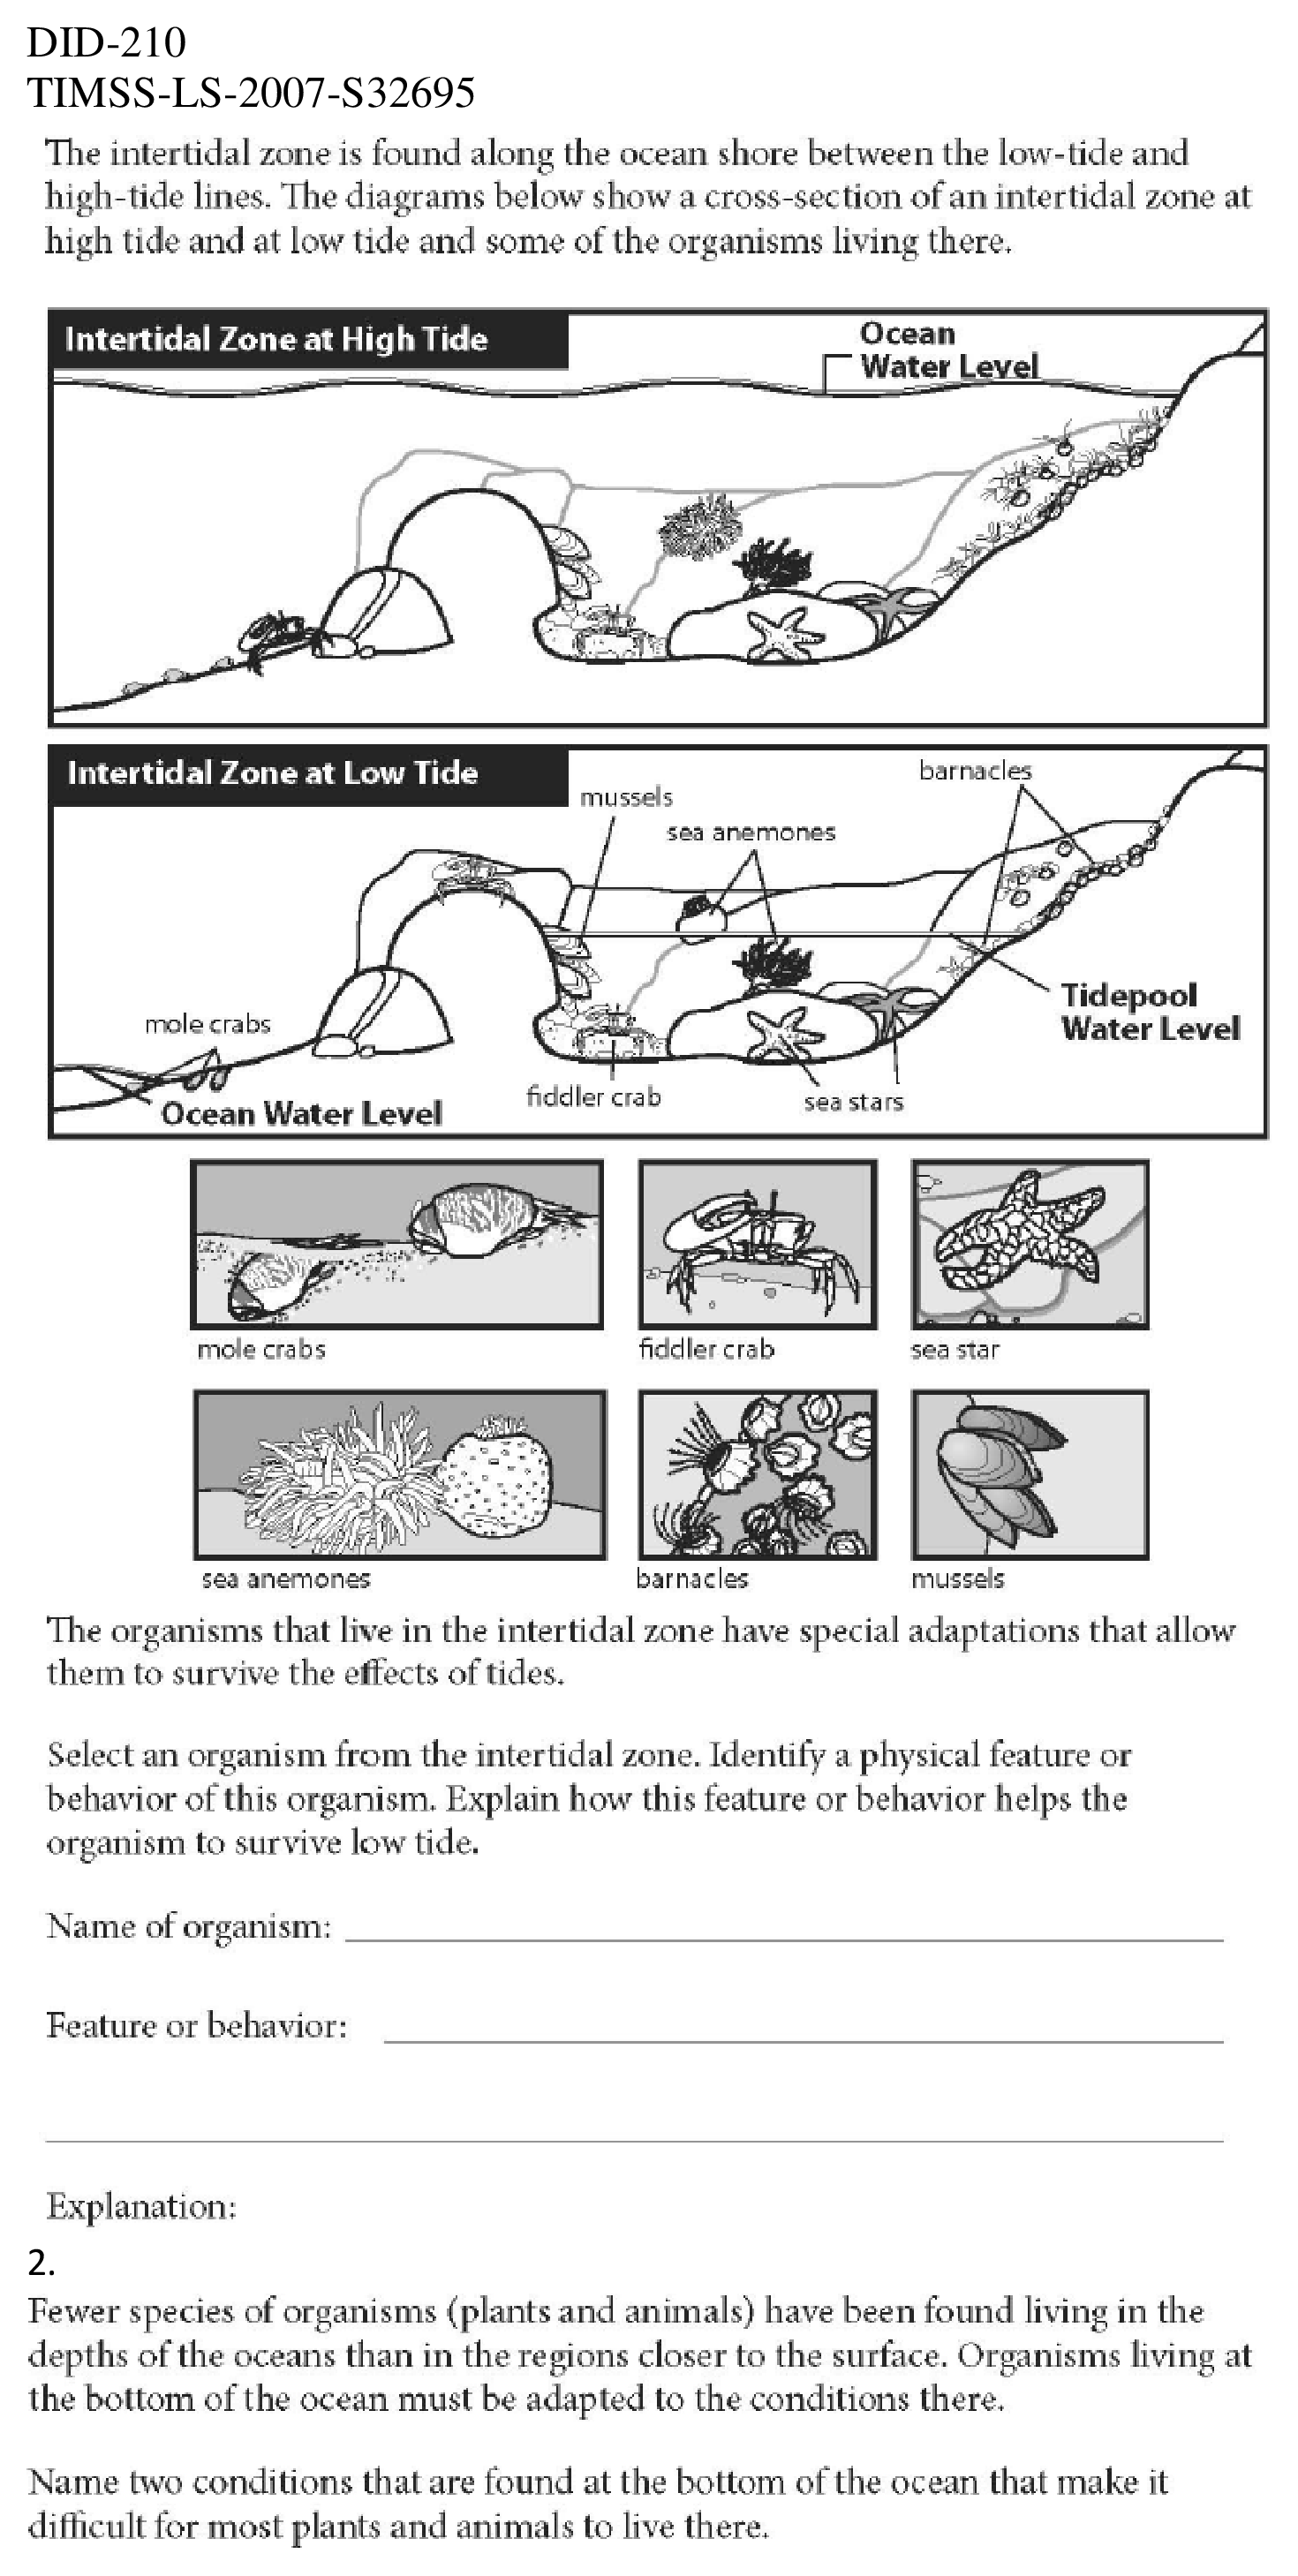 DID-210
TIMSS-LS-2007-S32695
The intertidal zone is found along the ocean shore between the low-tide and
high-tide lines. The diagrams below show a cross-section of an intertidal zone at
high tide and at low tide and some of the organisms living there.
Intertidal Zone at High Tide
Ocean
Water Level
Intertidal Zone at Low Tide
barnacles
mussels
sea anemones
Tidepool
Water Level
mole crabs
fiddler crab
sea stars
Ocean Water Level
mole crabs
fiddler crab
sea star
sea anemones
barnacles
mussels
The organisms that live in the intertidal zone have special adaptations that allow
them to survive the effects of tides.
Select an organism from the intertidal zone. Identify a physical feature or
behavior of this organism. Explain how this feature or behavior helps the
organism to survive low tide.
Name of organism:
Feature or behavior:
Explanation:
2.
Fewer species of organisms (plants and animals) have been found living in the
depths of the oceans than in the regions closer to the surface. Organisms living at
the bottom of the ocean must be adapted to the conditions there.
Name two conditions that are found at the bottom of the ocean that make it
difficult for most plants and animals to live there.